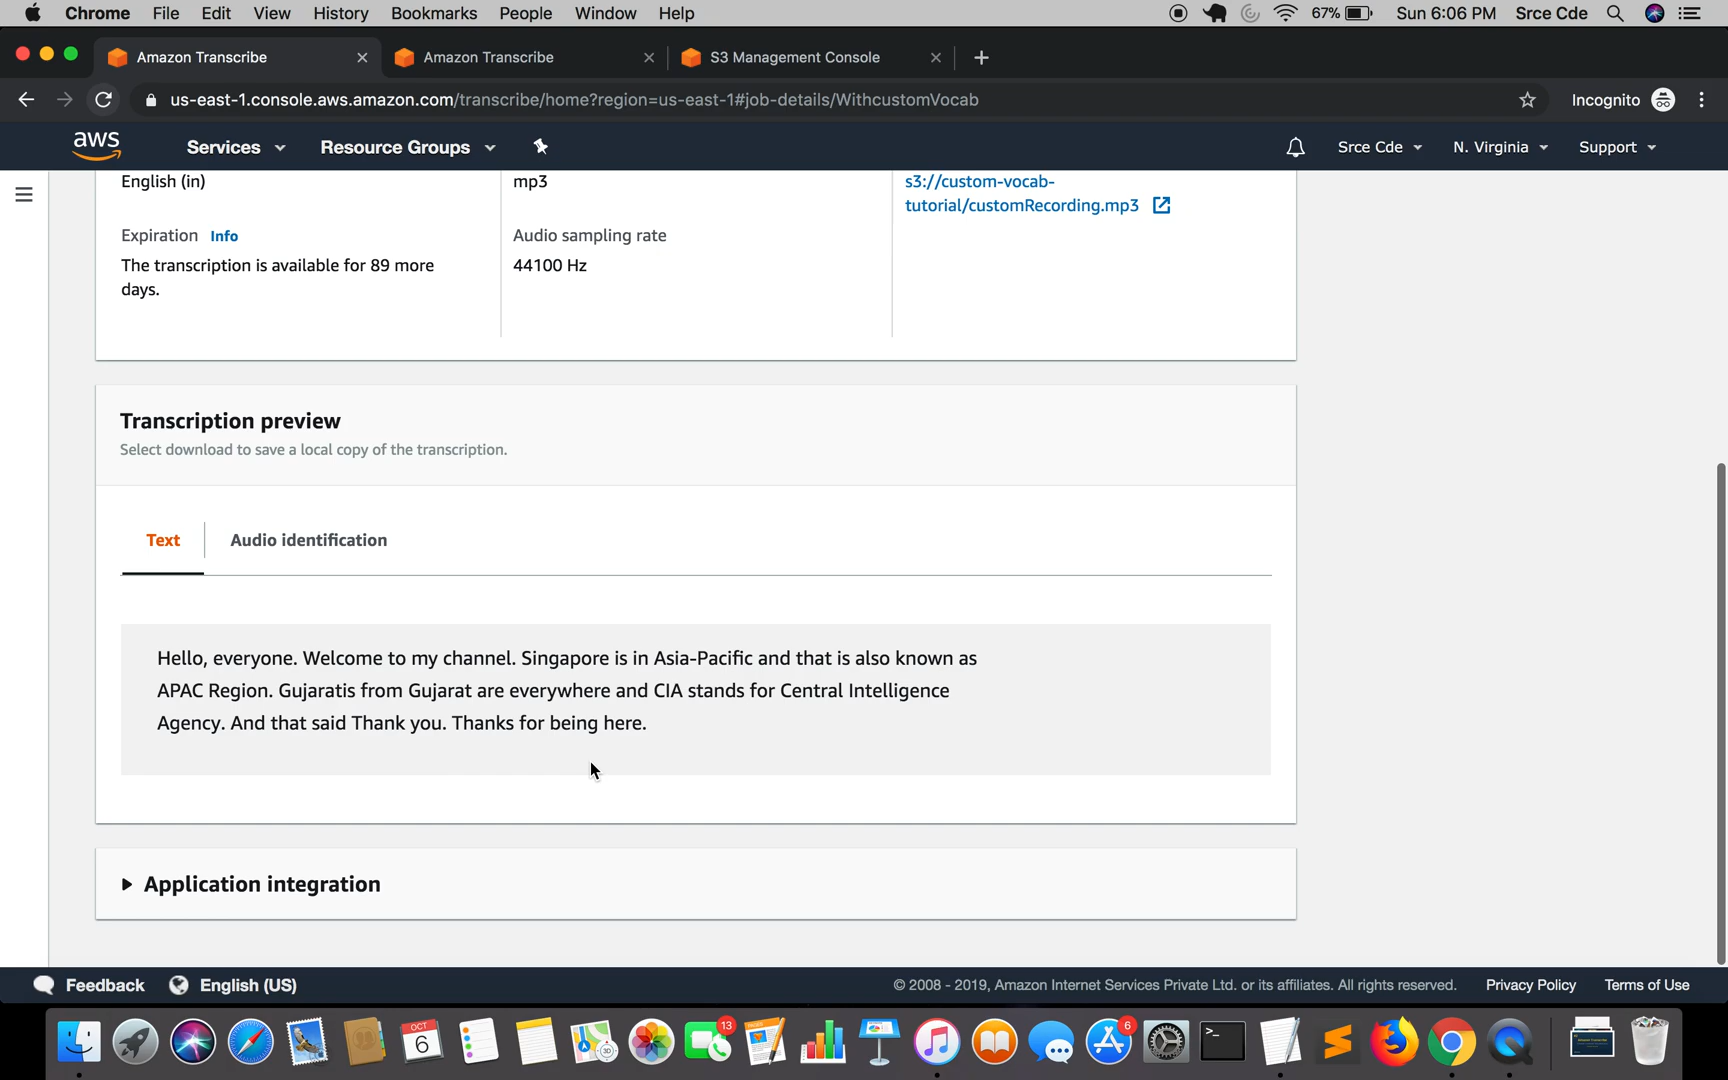 Chrome File Edit View History Bookmarks People Window Help 67% Sun 6:06 PM Srce Cde
Amazon Transcribe Amazon Transcribe S3 Management Console
us-east-1.console.aws.amazon.com/transcribe/home?region=us-east-1#job-details/WithcustomVocab Incognito
aws Services Resource Groups Srce Cde N. Virginia Support
English (in) mp3 s3://custom-vocab-
tutorial/customRecording.mp3
Expiration Info Audio sampling rate
The transcription is available for 89 more 44100 Hz
days.
Transcription preview
Select download to save a local copy of the transcription.
Text Audio identification
Hello, everyone. Welcome to my channel. Singapore is in Asia-Pacific and that is also known as
APAC Region. Gujaratis from Gujarat are everywhere and CIA stands for Central Intelligence
Agency. And that said Thank you. Thanks for being here.
Application integration
Feedback English (US) © 2008 - 2019, Amazon Internet Services Private Ltd. or its affiliates. All rights reserved. Privacy Policy Terms of Use
OCT 13 6
6